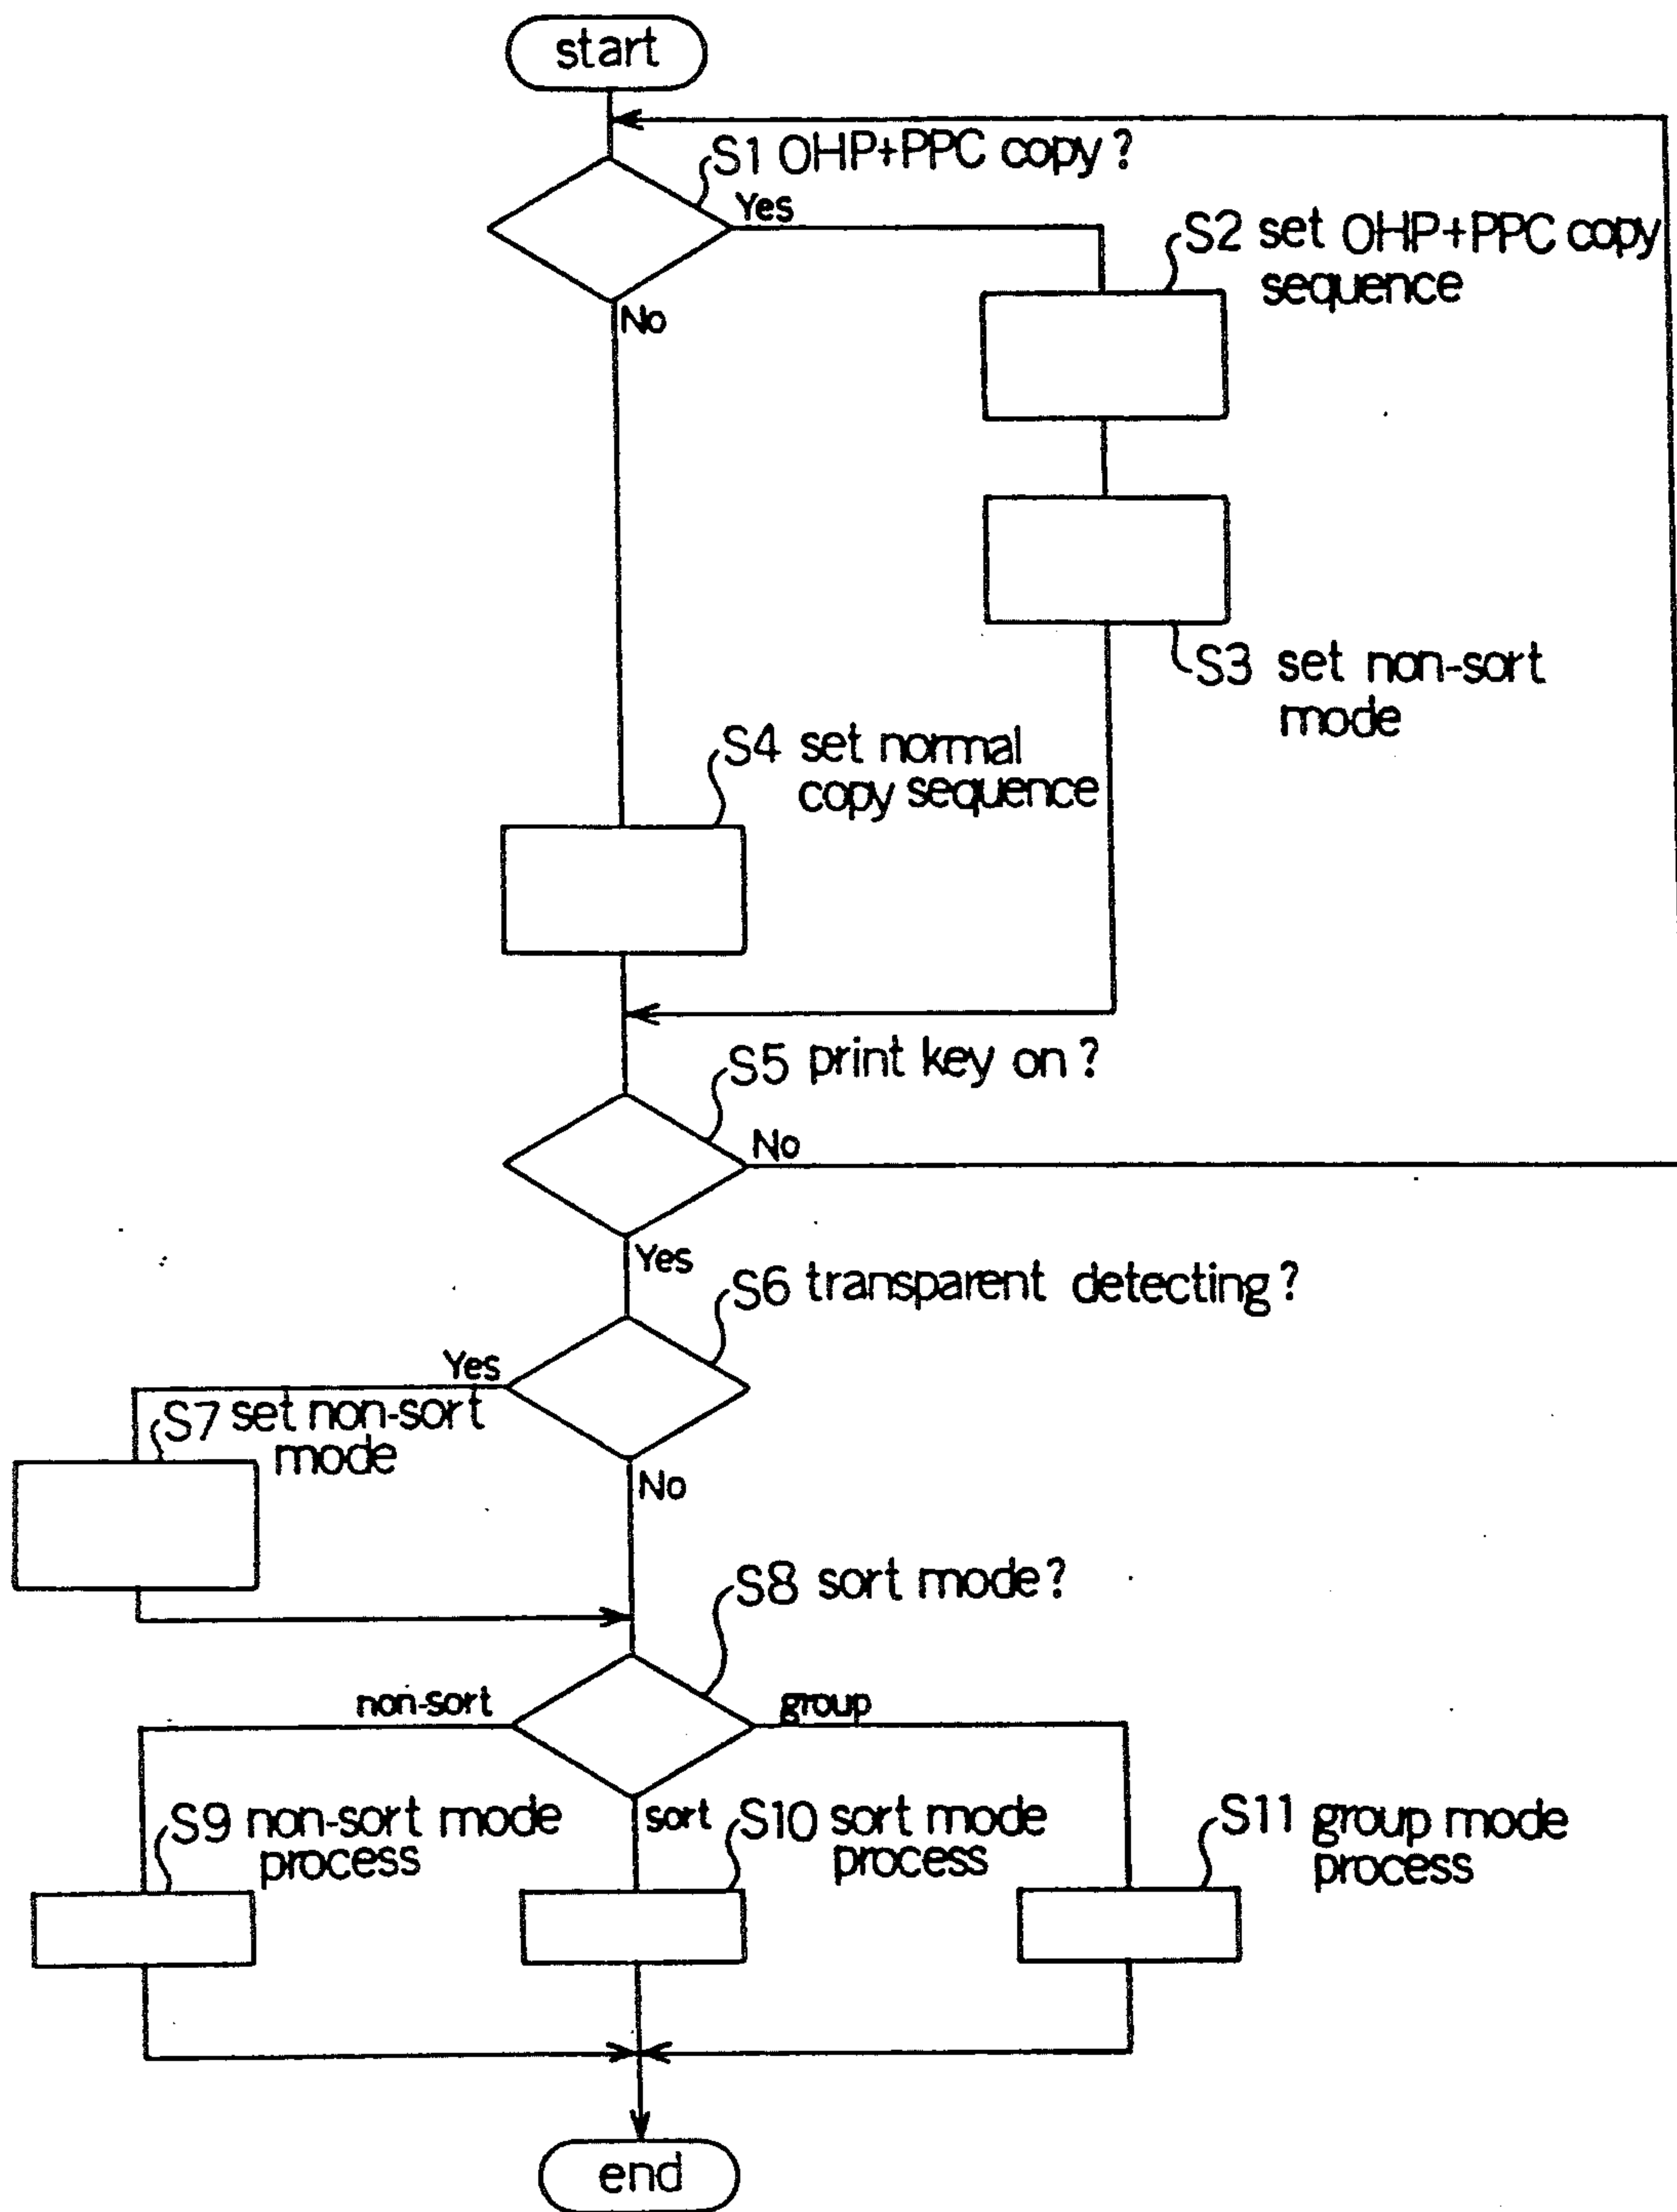 start
S1 OHP+PPC copy ?
Yes
S2 set OHP+PPC copy
sequence
No
S3 set non-sort
mode
S4 set normal
copy sequence
S5 print key on ?
No
Yes
S6 transparent detecting ?
Yes
S7 set non-sort
mode
No
S8 sort mode?
non-sort
group
S9 non-sort mode
process
sort
S10 sort mode
process
S11 group mode
process
end